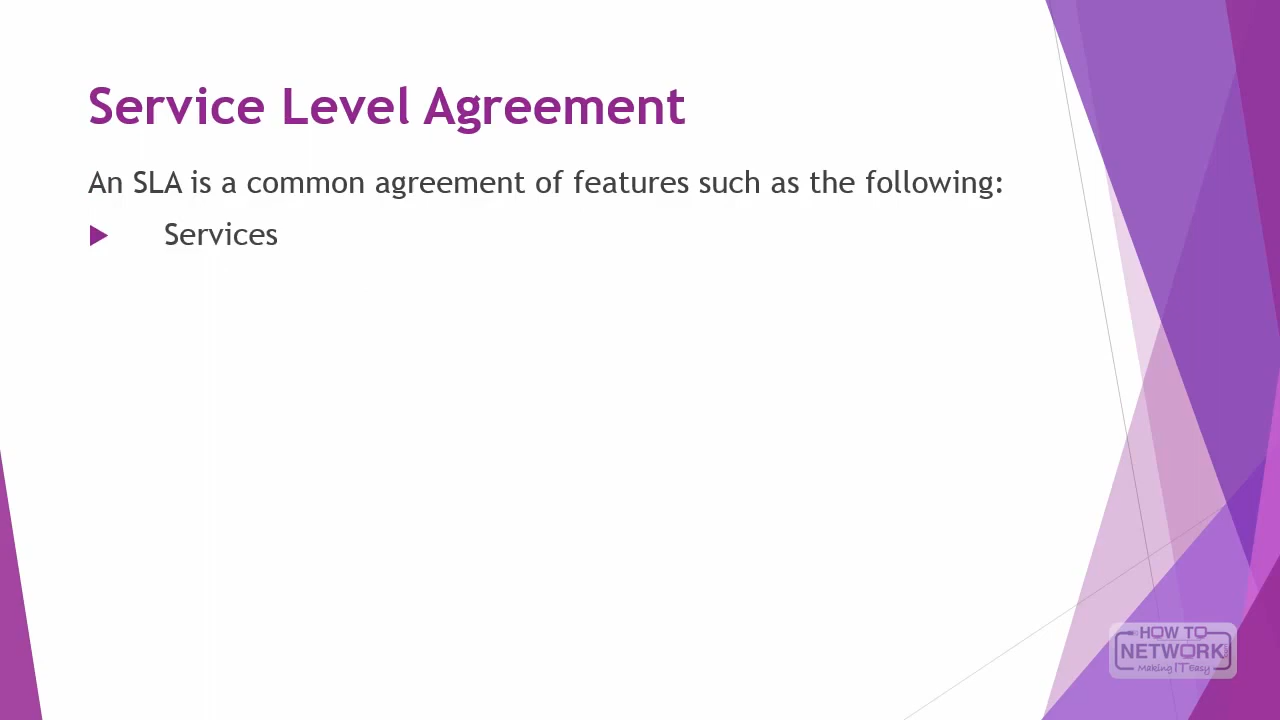 Service Level Agreement
An SLA is a common agreement of features such as the following:
Services
HOW TO
NETWORK
Making IT Easy